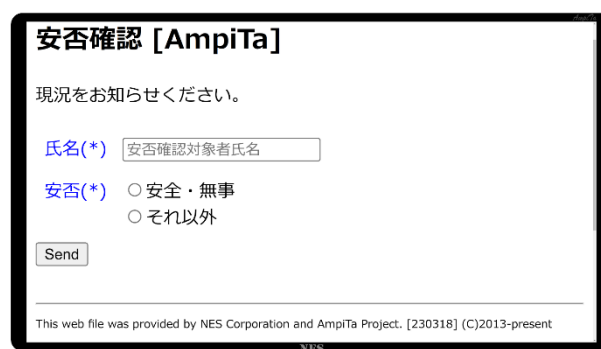 AmpiTa
安否確認 [AmpiTa]
現況をお知らせください。
氏名(*) 安否確認対象者氏名
安否(*) 安全・無事
それ以外
Send
This web file was provided by NES Corporation and AmpiTa Project. [230318] (C)2013-present
NES